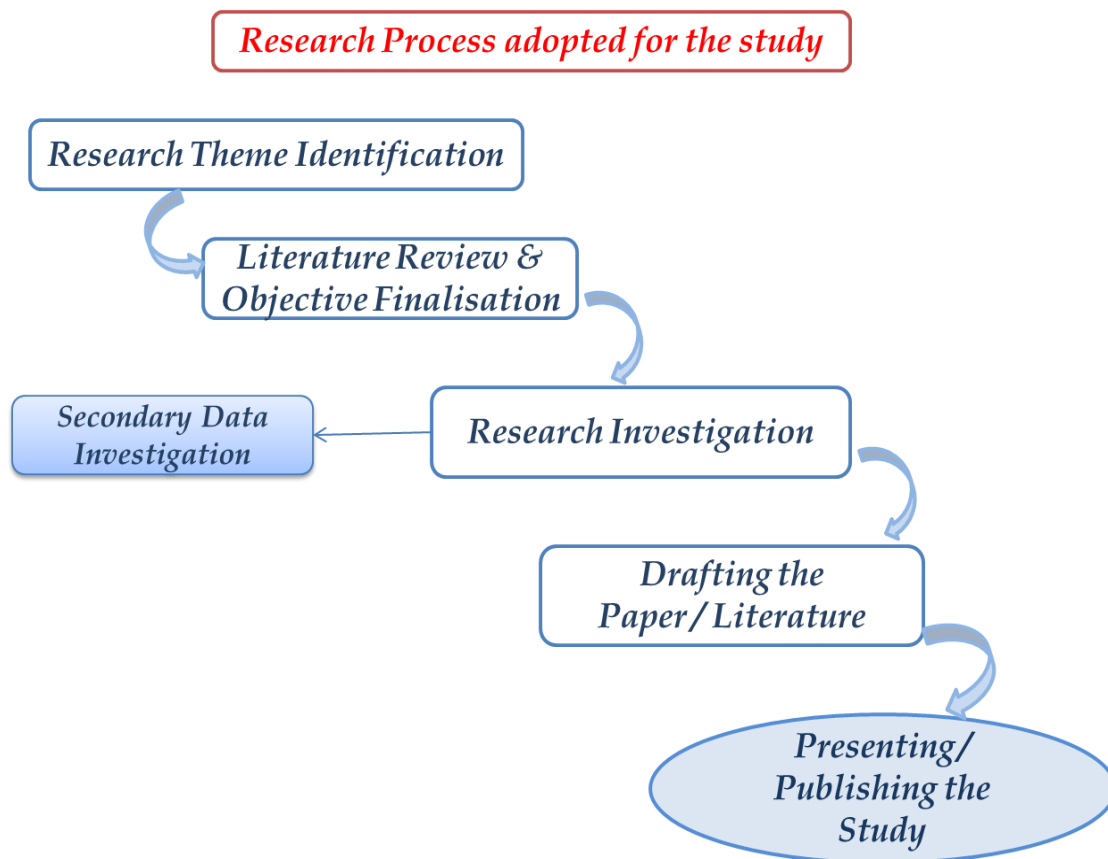 Research Process adopted for the study
Research Theme Identification
Literature Review &
Objective Finalisation
Secondary Data
Investigation
Research Investigation
Drafting the
Paper / Literature
Presenting/
Publishing the
Study